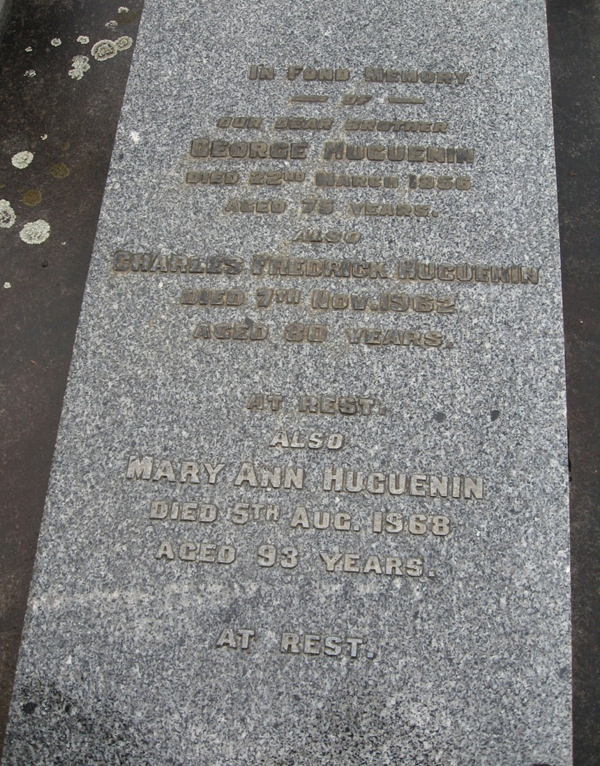 IN FOND MEMORY
OF
OUR DEAR BROTHER
GEORGE HUGUENIN
DIED 22ND MARCH 1956
AGED 75 YEARS.
ALSO
CHARLES FREDRICK HUGUENIN
DIED 7TH NOV. 1962
AGED 80 YEARS.
AT REST.
ALSO
MARY ANN HUGUENIN
DIED 5TH AUG. 1968
AGED 93 YEARS.
AT REST.